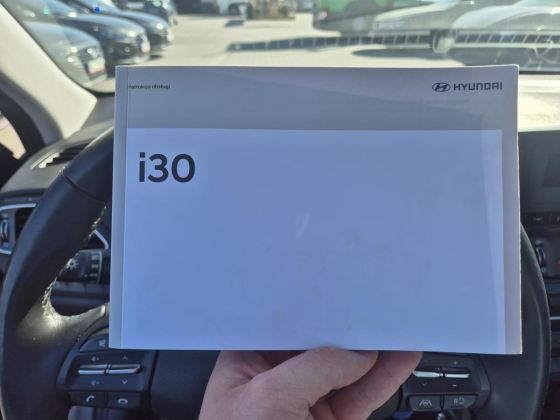 Instrukcja obsługi
HYUNDAI
i30